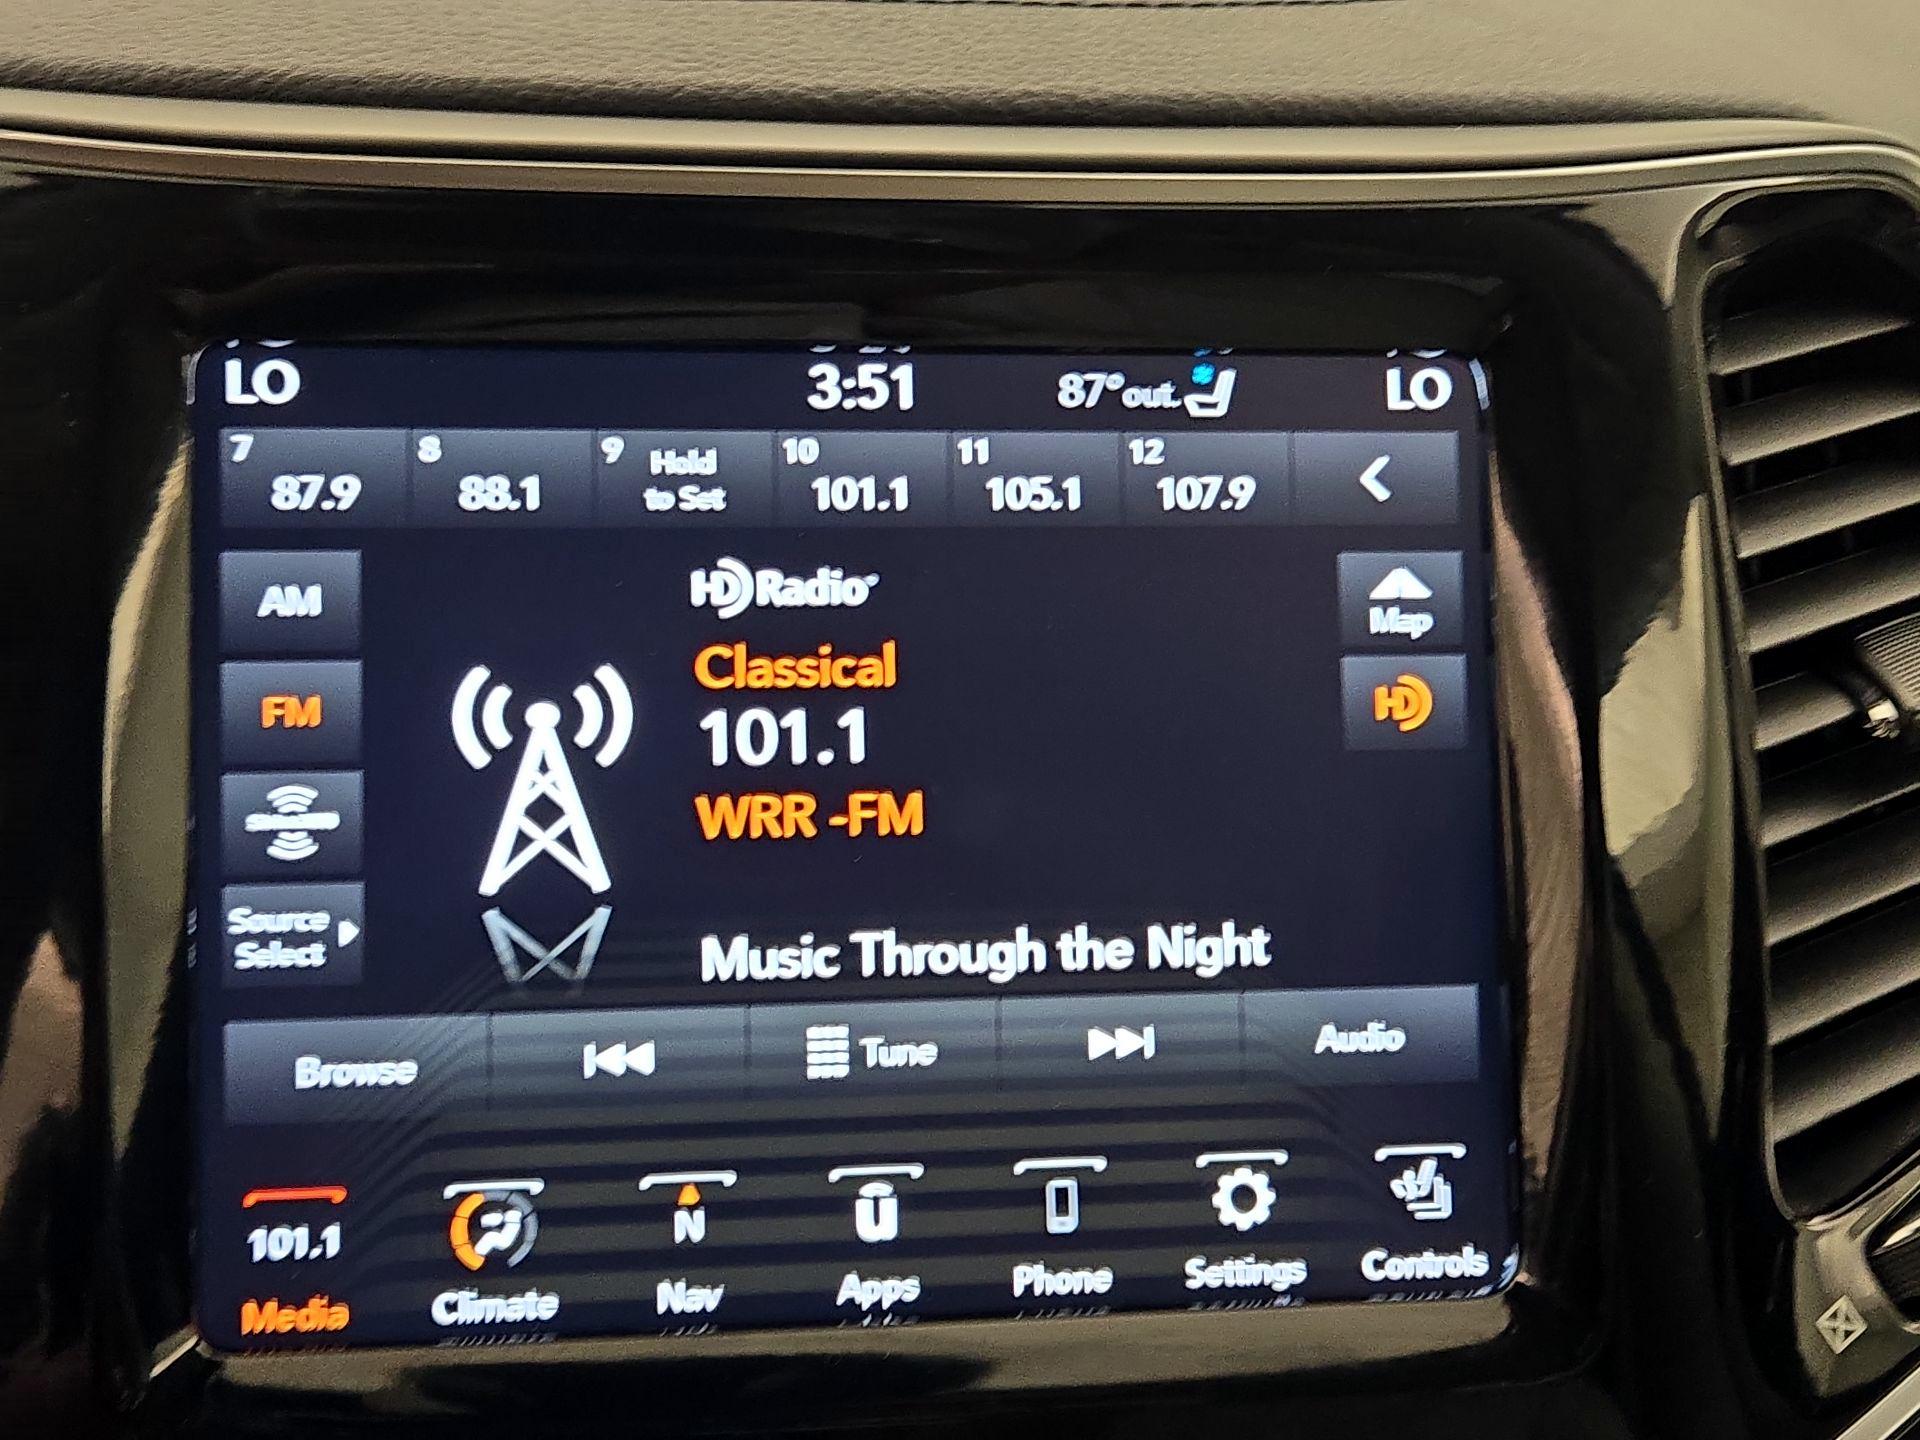 LO 3:51 87° out. LO
7 87.9
8 88.1
9 Hold to Set
10 101.1
11 105.1
12 107.9
AM
FM
Source
Select
HD Radio
Classical
101.1
WRR -FM
Music Through the Night
Map
HD
Browse Tune Audio
101.1 N
Media Climate Nav Apps Phone Settings Controls